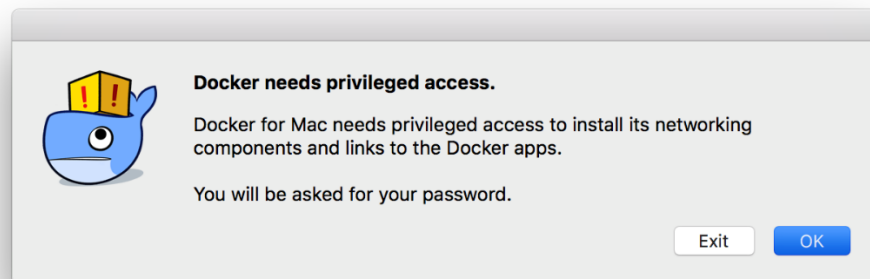 Docker needs privileged access.
Docker for Mac needs privileged access to install its networking
components and links to the Docker apps.
You will be asked for your password.
Exit
OK